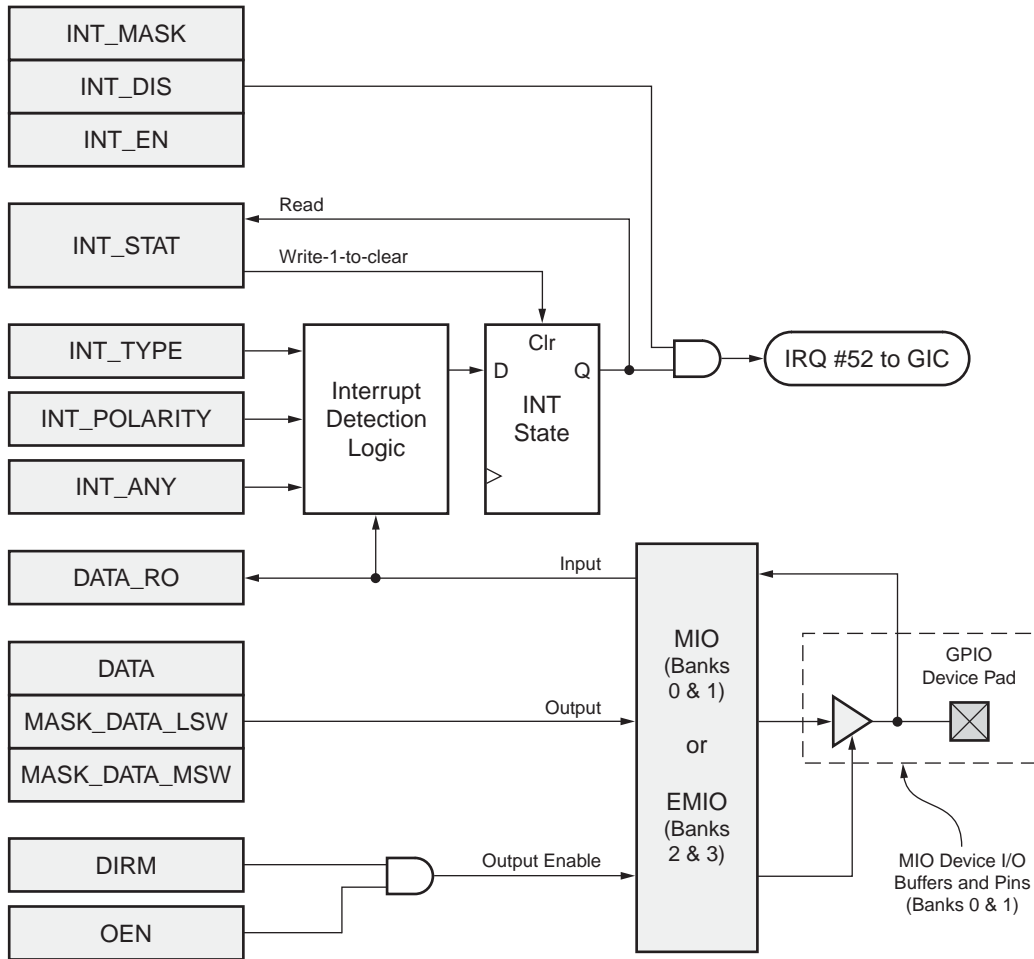 INT_MASK
INT_DIS
INT_EN
INT_STAT
Read
Write-1-to-clear
INT_TYPE
INT_POLARITY
INT_ANY
Interrupt
Detection
Logic
Clr
D
Q
INT
State
IRQ #52 to GIC
DATA_RO
Input
DATA
MASK_DATA_LSW
MASK_DATA_MSW
Output
DIRM
OEN
Output Enable
MIO
(Banks
0 & 1)
or
EMIO
(Banks
2 & 3)
GPIO
Device Pad
MIO Device I/O
Buffers and Pins
(Banks 0 & 1)